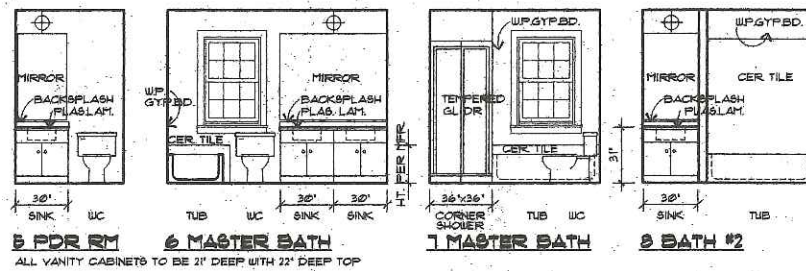 MIRROR
BACKSPLASH
PLAS. LAM.
30"
SINK
WC
5 PDR RM
W.P.
GYP.BD.
MIRROR
BACKSPLASH
PLAS. LAM.
CER TILE
HT. PER MFR.
30"
30"
TUB
WC
SINK
SINK
6 MASTER BATH
W.P.GYP.BD.
TEMPERED
GL DR
CER TILE
36"x36"
CORNER
SHOWER
TUB
WC
7 MASTER BATH
W.P.GYP.BD.
MIRROR
CER. TILE
BACKSPLASH
PLAS.LAM.
31"
30"
SINK
TUB
8 BATH #2
ALL VANITY CABINETS TO BE 21" DEEP WITH 22" DEEP TOP